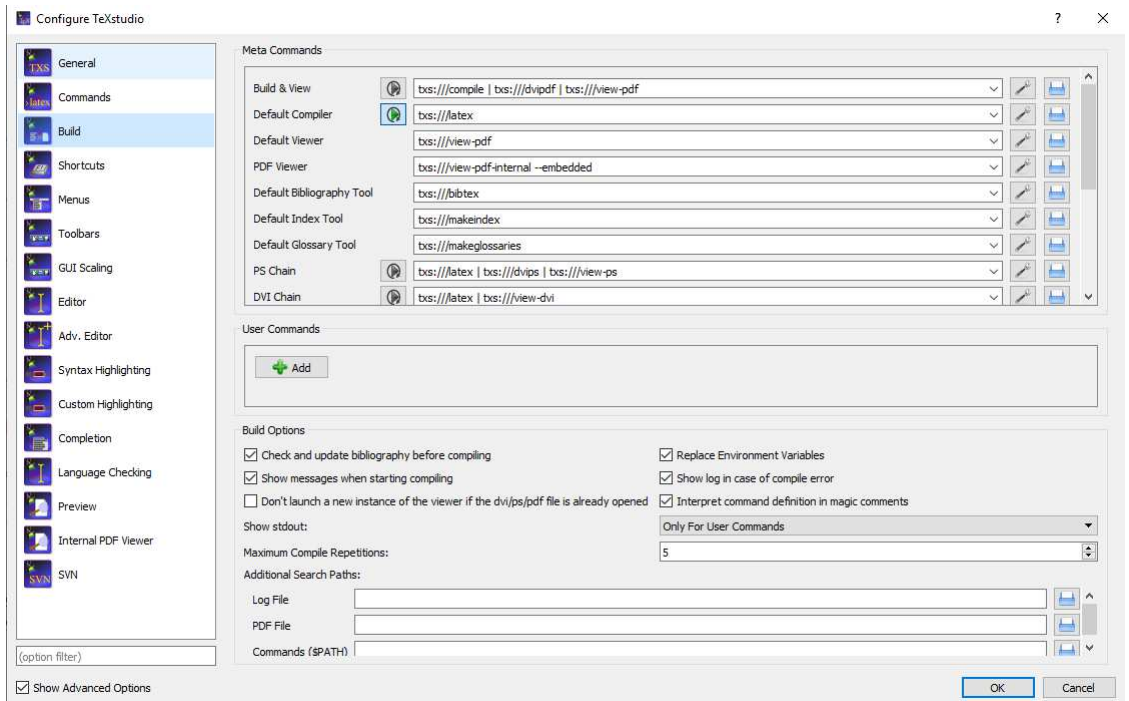 Configure TeXstudio
General
Commands
Build
Shortcuts
Menus
Toolbars
GUI Scaling
Editor
Adv. Editor
Syntax Highlighting
Custom Highlighting
Completion
Language Checking
Preview
Internal PDF Viewer
SVN
(option filter)
Show Advanced Options
Meta Commands
Build & View txs:///compile | txs:///dvipdf | txs:///view-pdf
Default Compiler txs:///latex
Default Viewer txs:///view-pdf
PDF Viewer txs:///view-pdf-internal --embedded
Default Bibliography Tool txs:///bibtex
Default Index Tool txs:///makeindex
Default Glossary Tool txs:///makeglossaries
PS Chain txs:///latex | txs:///dvips | txs:///view-ps
DVI Chain txs:///latex | txs:///view-dvi
User Commands
Add
Build Options
Check and update bibliography before compiling Replace Environment Variables
Show messages when starting compiling Show log in case of compile error
Don't launch a new instance of the viewer if the dvi/ps/pdf file is already opened Interpret command definition in magic comments
Show stdout: Only For User Commands
Maximum Compile Repetitions: 5
Additional Search Paths:
Log File
PDF File
Commands ($PATH)
OK Cancel